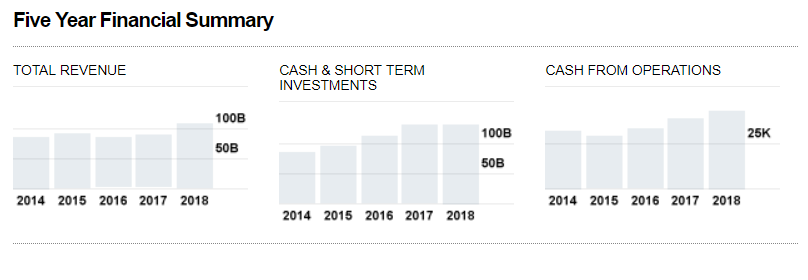 Five Year Financial Summary
TOTAL REVENUE
100B
50B
2014 2015 2016 2017 2018
CASH & SHORT TERM
INVESTMENTS
100B
50B
2014 2015 2016 2017 2018
CASH FROM OPERATIONS
25K
2014 2015 2016 2017 2018